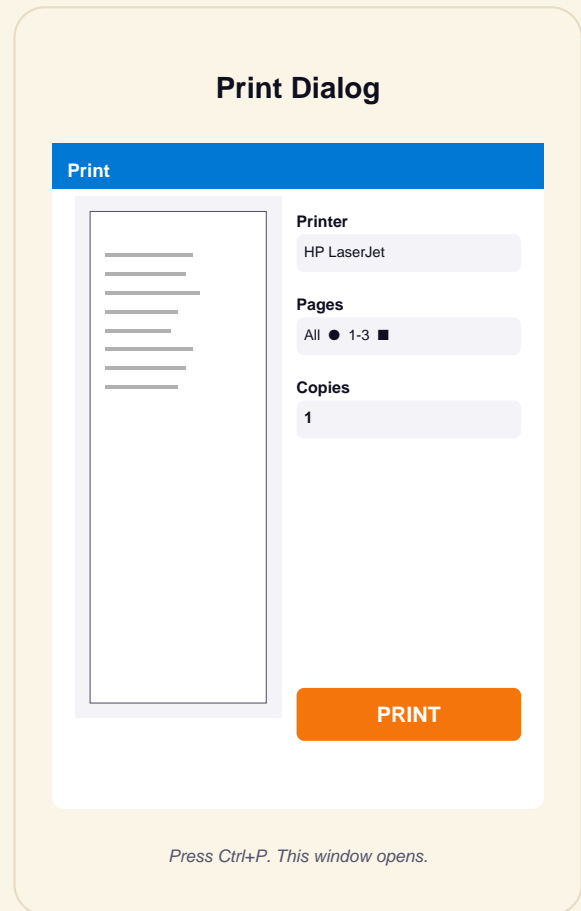 Print Dialog
Print
Printer
HP LaserJet
Pages
All ● 1-3 ■
Copies
1
PRINT
Press Ctrl+P. This window opens.